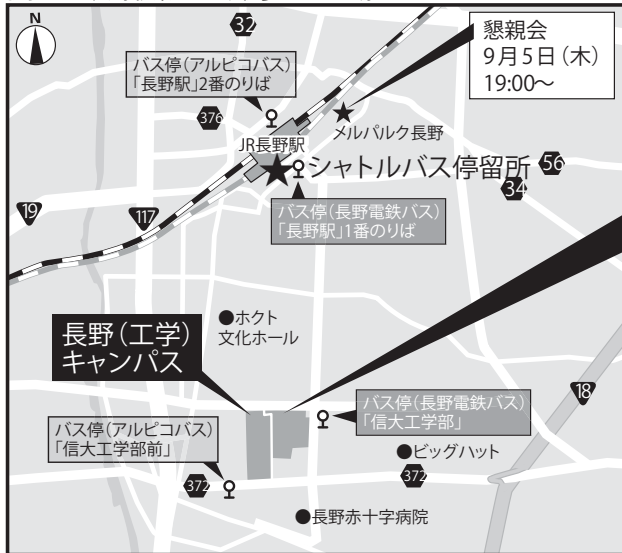 N
32
懇親会
9月5日(木)
19:00〜
バス停(アルピコバス)
「長野駅」2番のりば
376
メルパルク長野
JR長野駅
シャトルバス停留所
56
34
19
117
バス停(長野電鉄バス)
「長野駅」1番のりば
●ホクト
文化ホール
長野(工学)
キャンパス
18
バス停(長野電鉄バス)
「信大工学部」
バス停(アルピコバス)
「信大工学部前」
●ビッグハット
372
372
●長野赤十字病院